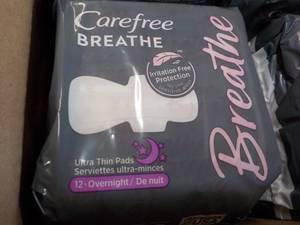 Carefree
BREATHE
Irritation Free
Protection
Ultra Thin Pads
Serviettes ultra-minces
12 - Overnight / De nuit
Breathe